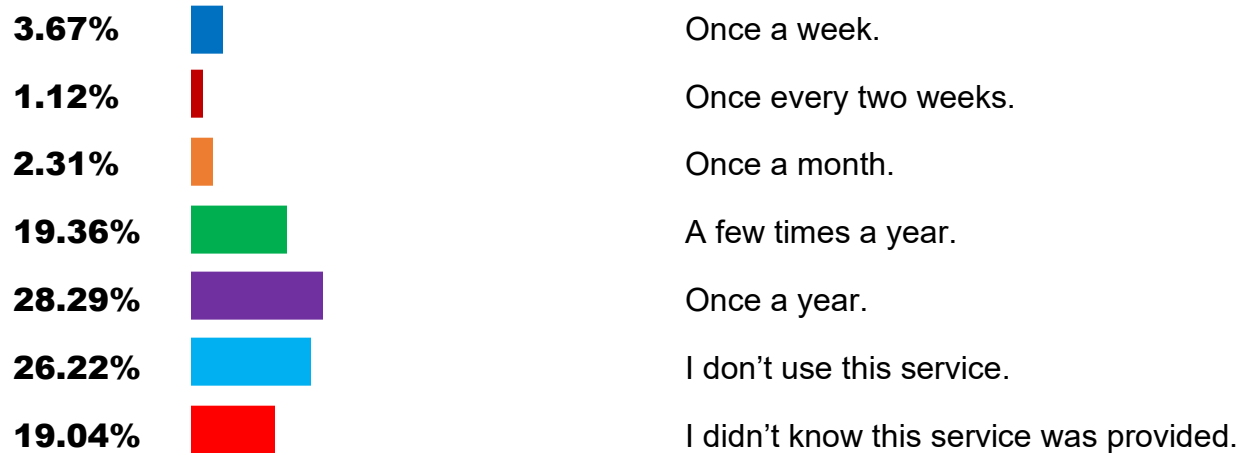 3.67% Once a week.
1.12% Once every two weeks.
2.31% Once a month.
19.36% A few times a year.
28.29% Once a year.
26.22% I don’t use this service.
19.04% I didn’t know this service was provided.